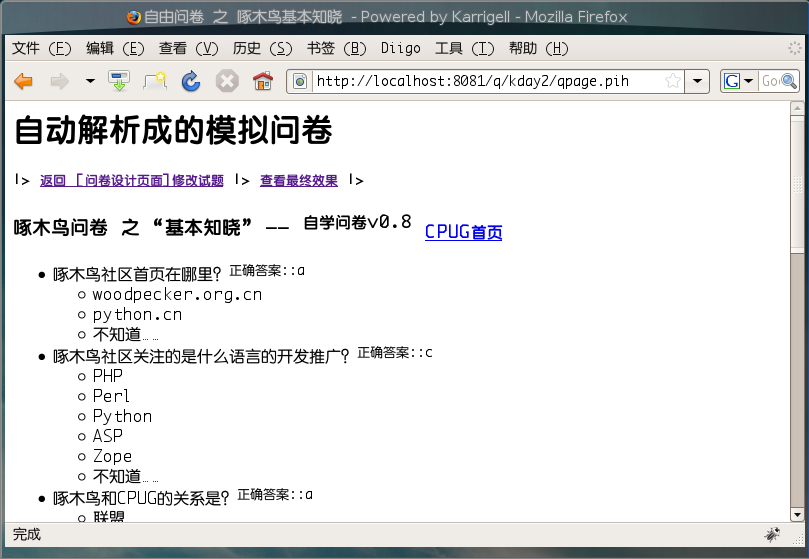 自由问卷 之 啄木鸟基本知晓 - Powered by Karrigell - Mozilla Firefox
文件 (F) 编辑 (E) 查看 (V) 历史 (S) 书签 (B) Diigo 工具 (T) 帮助 (H)
http://localhost:8081/q/kday2/qpage.pih G Goo
自动解析成的模拟问卷
|> 返回 [问卷设计页面]修改试题 |> 查看最终效果 |>
啄木鸟问卷 之 “基本知晓” -- 自学问卷v0.8 CPUG首页
啄木鸟社区首页在哪里? 正确答案::a
woodpecker.org.cn
python.cn
不知道……
啄木鸟社区关注的是什么语言的开发推广? 正确答案::c
PHP
Perl
Python
ASP
Zope
不知道……
啄木鸟和CPUG的关系是? 正确答案::a
联盟
完成